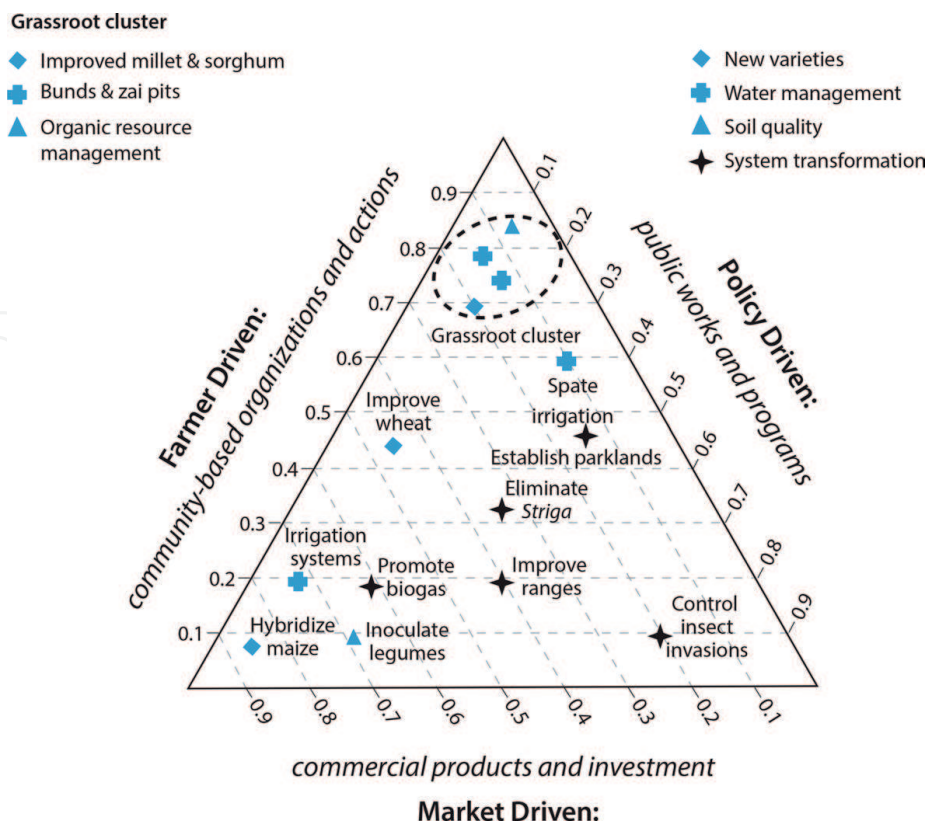 Grassroot cluster
Improved millet & sorghum
Bunds & zai pits
Organic resource
management
New varieties
Water management
Soil quality
System transformation
Farmer Driven:
community-based organizations and actions
Policy Driven:
public works and programs
0.9
0.8
0.7
0.6
0.5
0.4
0.3
0.2
0.1
0.1
0.2
0.3
0.4
0.5
0.6
0.7
0.8
0.9
Grassroot cluster
Spate
irrigation
Improve
wheat
Establish parklands
Eliminate
Striga
Irrigation
systems
Promote
biogas
Improve
ranges
Control
insect
invasions
Hybridize
maize
Inoculate
legumes
0.9
0.8
0.7
0.6
0.5
0.4
0.3
0.2
0.1
commercial products and investment
Market Driven: